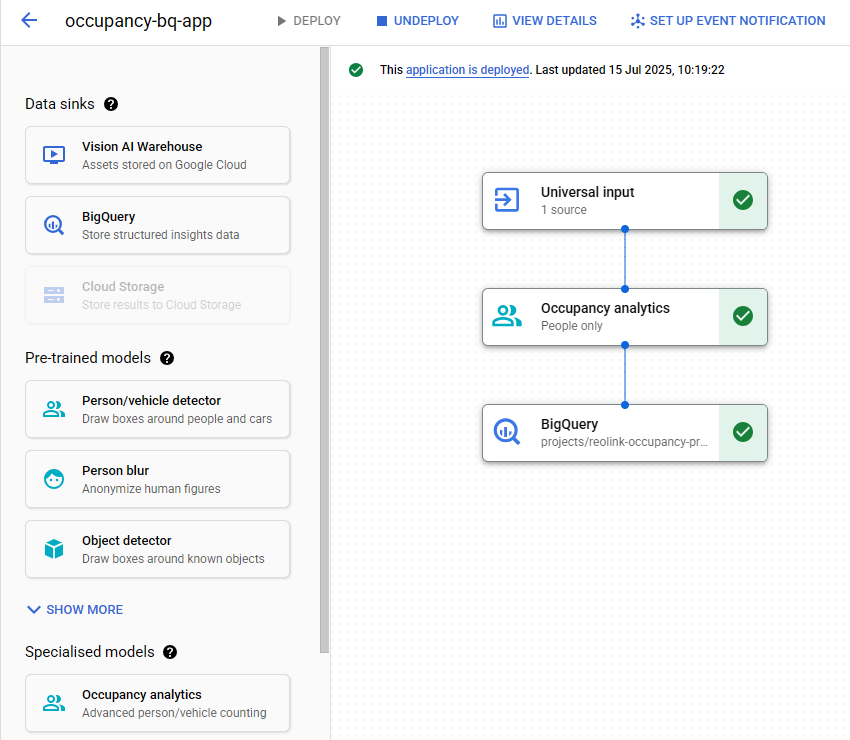 occupancy-bq-app
DEPLOY
UNDEPLOY
VIEW DETAILS
SET UP EVENT NOTIFICATION
Data sinks ?
Vision AI Warehouse
Assets stored on Google Cloud
BigQuery
Store structured insights data
Cloud Storage
Store results to Cloud Storage
Pre-trained models ?
Person/vehicle detector
Draw boxes around people and cars
Person blur
Anonymize human figures
Object detector
Draw boxes around known objects
SHOW MORE
Specialised models ?
Occupancy analytics
Advanced person/vehicle counting
This application is deployed. Last updated 15 Jul 2025, 10:19:22
Universal input
1 source
Occupancy analytics
People only
BigQuery
projects/reolink-occupancy-pr...